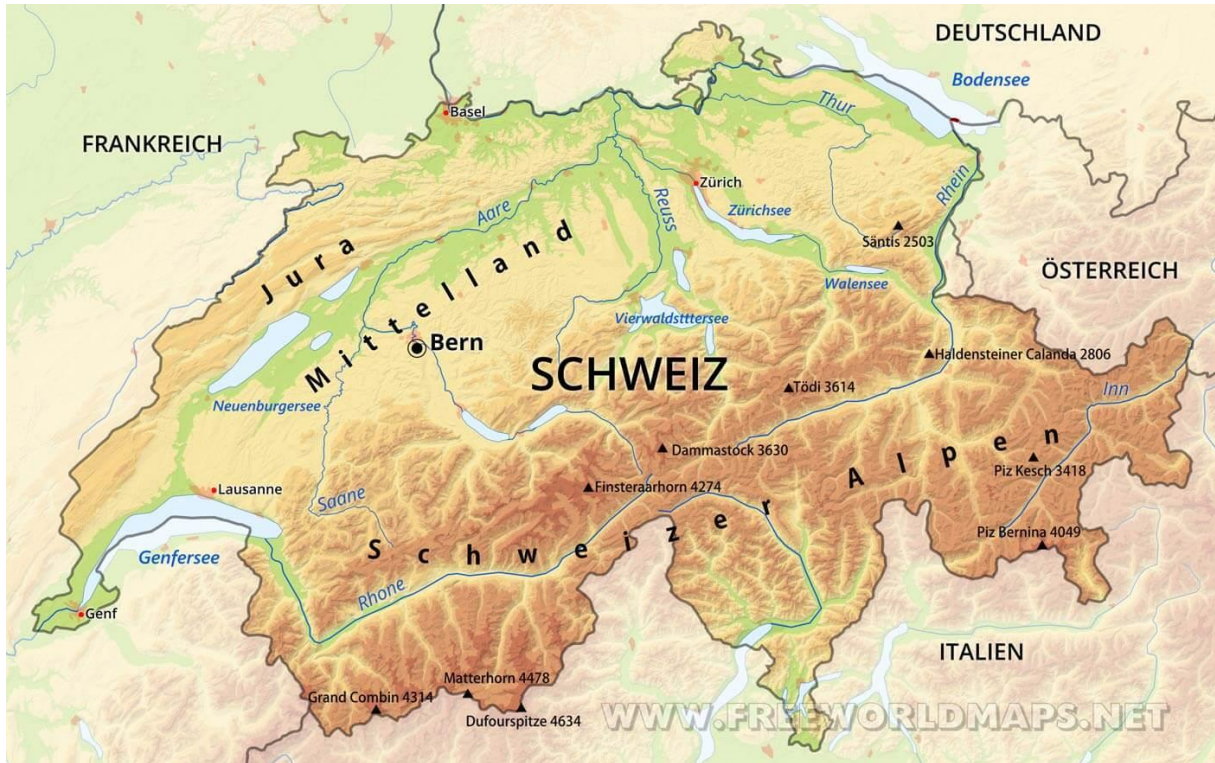 DEUTSCHLAND
Bodensee
Basel
Thur
FRANKREICH
Zürich
Rhein
Aare
Reuss
Zürichsee
Säntis 2503
Jura
Mittelland
ÖSTERREICH
Walensee
Vierwaldstttersee
Bern
SCHWEIZ
Haldensteiner Calanda 2806
Tödi 3614
Inn
Neuenburgersee
Dammastock 3630
Piz Kesch 3418
Finsteraarhorn 4274
Lausanne
Saane
Schweizer Alpen
Piz Bernina 4049
Genfersee
Rhone
Genf
ITALIEN
Matterhorn 4478
Grand Combin 4314
Dufourspitze 4634
WWW.FREEWORLDMAPS.NET